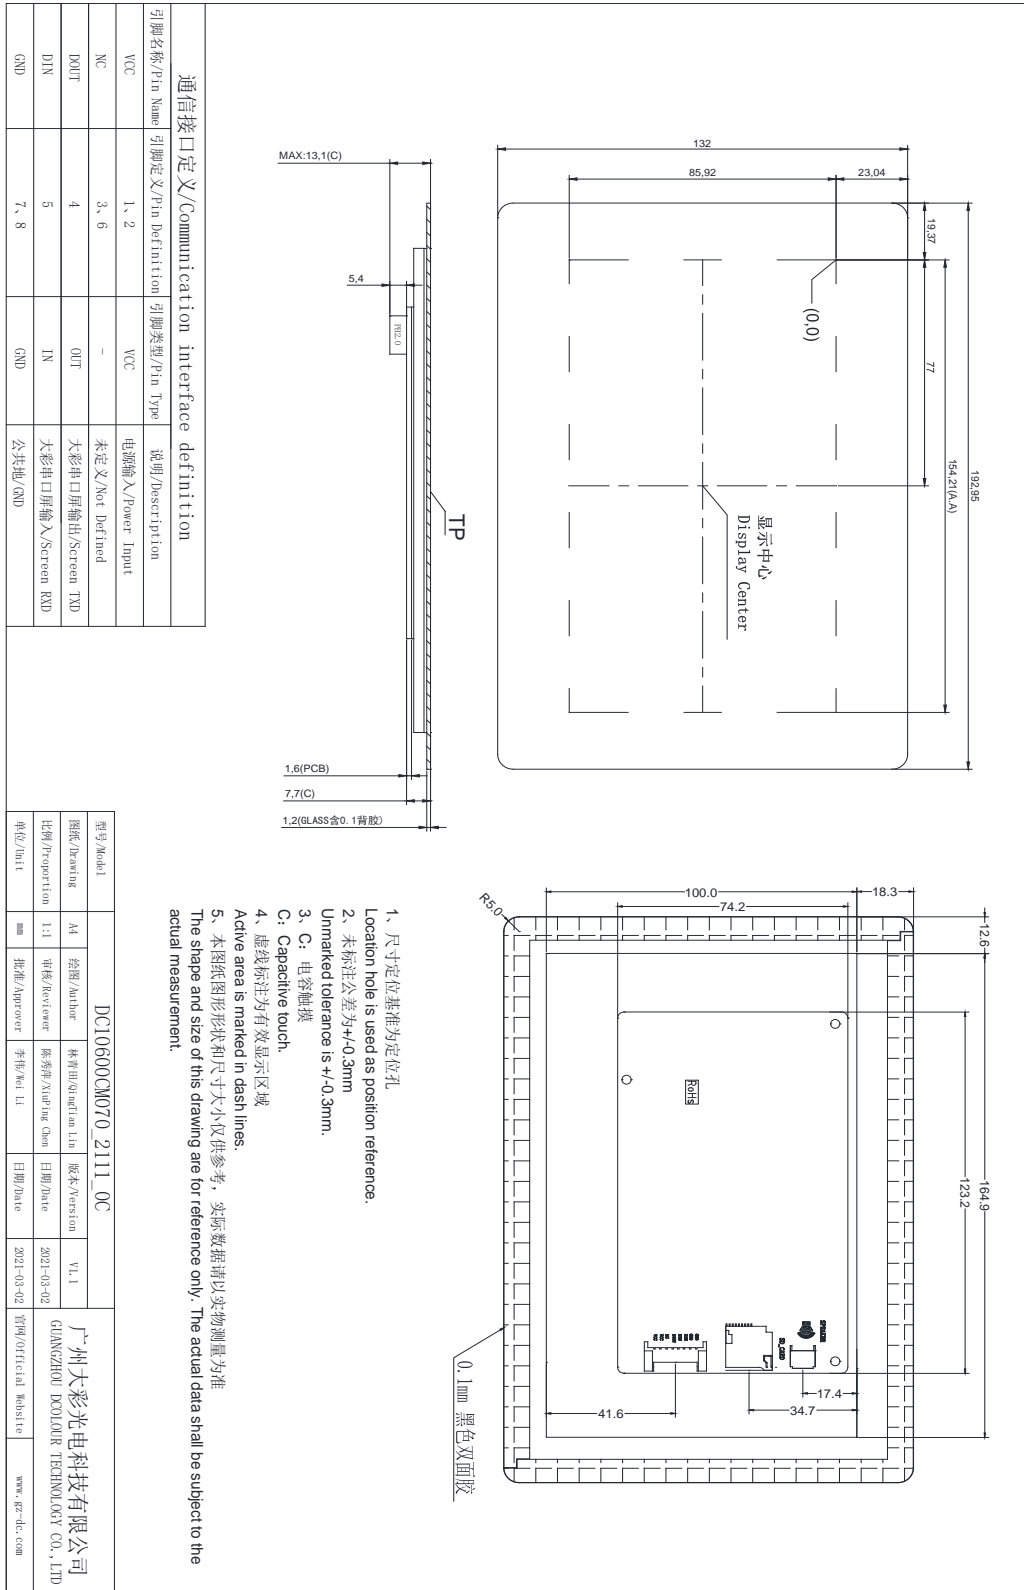 192,95
154,21(A.A)
19,37
77
132
85,92
23,04
(0,0)
显示中心
Display Center
MAX:13,1(C)
5,4
PH2.0
TP
1,6(PCB)
7,7(C)
1,2(GLASS含0.1背胶)
164.9
123.2
12.6
18.3
100.0
74.2
R5.0
RoHs
SPEAKER
SD_CARD
17.4
34.7
41.6
0.1mm 黑色双面胶
通信接口定义/Communication interface definition
引脚名称/Pin Name 引脚定义/Pin Definition 引脚类型/Pin Type 说明/Description
VCC 1、2 VCC 电源输入/Power Input
NC 3、6 - 未定义/Not Defined
DOUT 4 OUT 大彩串口屏输出/Screen TXD
DIN 5 IN 大彩串口屏输入/Screen RXD
GND 7、8 GND 公共地/GND
1、尺寸定位基准为定位孔
Location hole is used as position reference.
2、未标注公差为+/-0.3mm
Unmarked tolerance is +/-0.3mm.
3、C: 电容触摸
C: Capacitive touch.
4、虚线标注为有效显示区域
Active area is marked in dash lines.
5、本图纸图形形状和尺寸大小仅供参考，实际数据请以实物测量为准
The shape and size of this drawing are for reference only. The actual data shall be subject to the
actual measurement.
型号/Model DC10600CM070_2111_0C
图纸/Drawing A4 绘图/Author 林青田/QingTian Lin 版本/Version V1.1
比例/Proportion 1:1 审核/Reviewer 陈秀萍/XiuPing Chen 日期/Date 2021-03-02
单位/Unit mm 批准/Approver 李伟/Wei Li 日期/Date 2021-03-02
广州大彩光电科技有限公司
GUANGZHOU DCOLOUR TECHNOLOGY CO.,LTD
官网/Official Website www.gz-dc.com